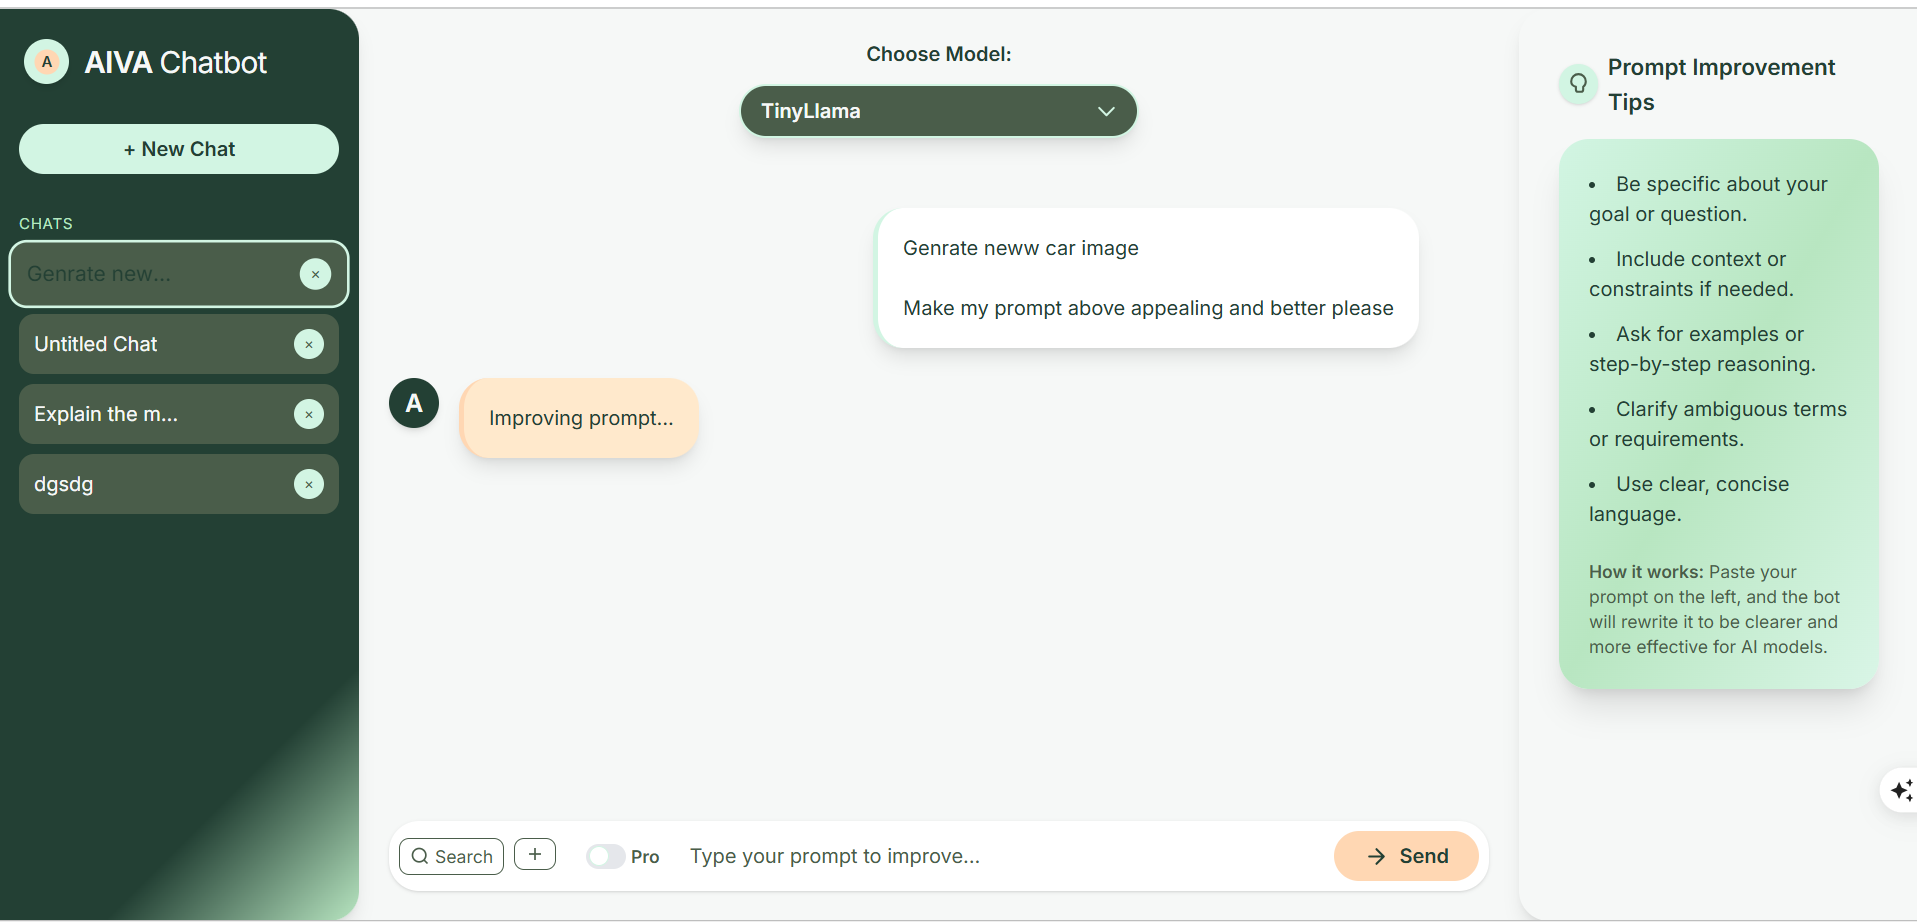 A
AIVA Chatbot
+ New Chat
CHATS
Genrate new...
×
Untitled Chat
×
Explain the m...
×
dgsdg
×
Choose Model:
TinyLlama
Genrate neww car image
Make my prompt above appealing and better please
A
Improving prompt...
Search
+
Pro
Type your prompt to improve...
Send
Prompt Improvement
Tips
• Be specific about your
goal or question.
• Include context or
constraints if needed.
• Ask for examples or
step-by-step reasoning.
• Clarify ambiguous terms
or requirements.
• Use clear, concise
language.
How it works: Paste your
prompt on the left, and the bot
will rewrite it to be clearer and
more effective for AI models.